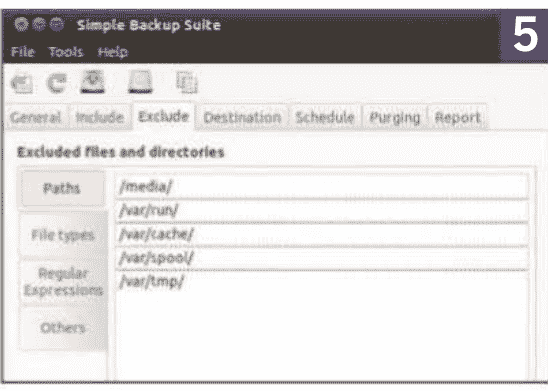 Simple Backup Suite
5
File Tools Help
General Include Exclude Destination Schedule Purging Report
Excluded files and directories
Paths
/media/
/var/run/
File types
/var/cache/
/var/spool/
Regular
Expressions
/var/tmp/
Others